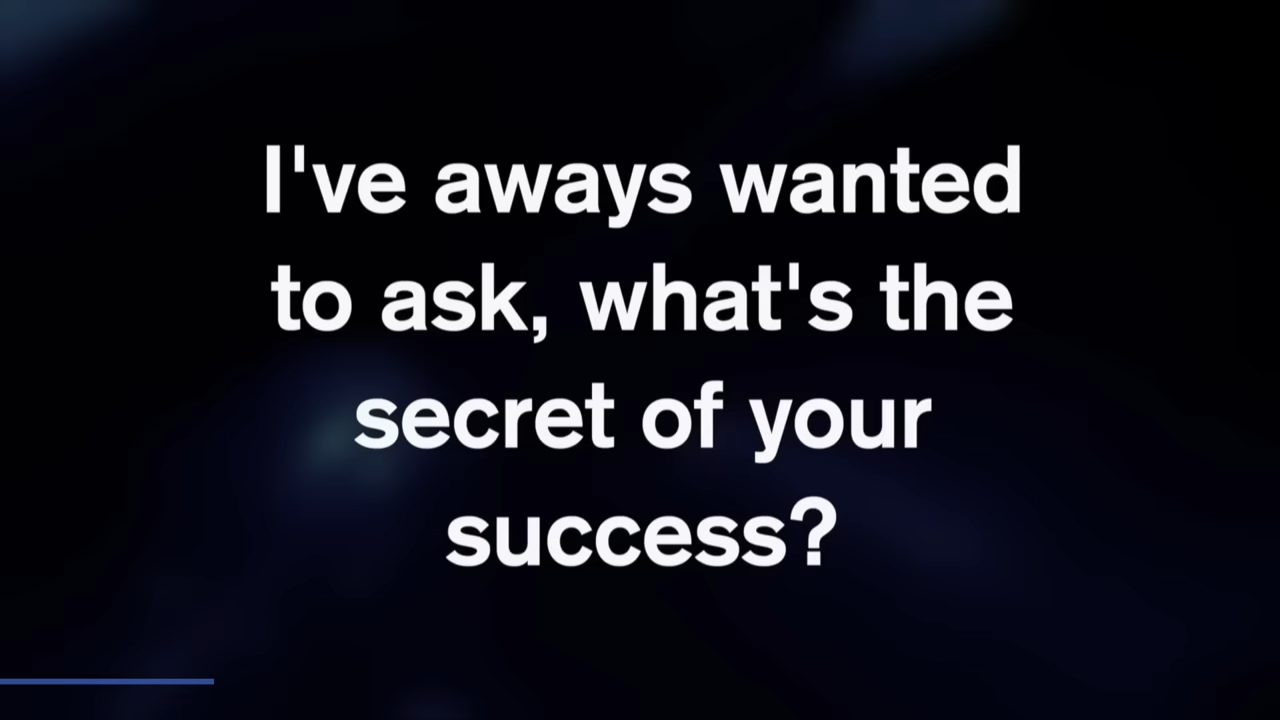 I've aways wanted
to ask, what's the
secret of your
success?